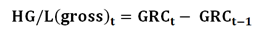 HG/L(gross)t = GRCt − GRCt−1